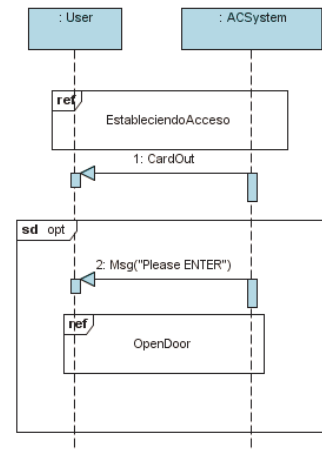 : User
: ACSystem
ref
EstableciendoAcceso
1: CardOut
sd opt
2: Msg("Please ENTER")
ref
OpenDoor